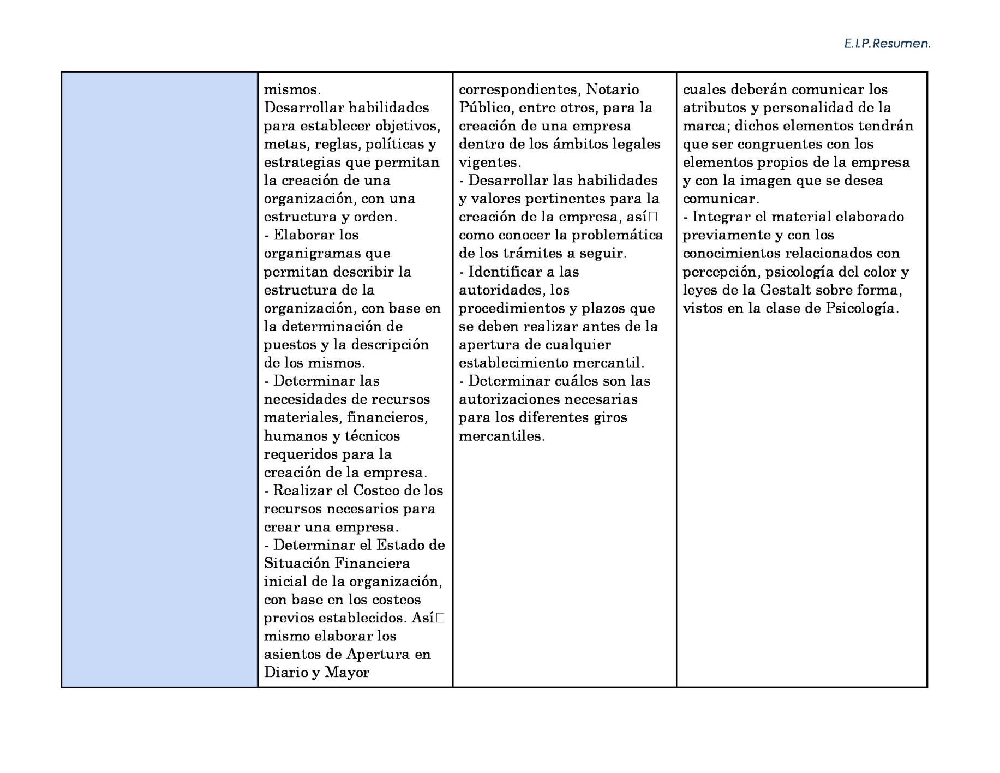 E.I.P.Resumen.
mismos.
Desarrollar habilidades
para establecer objetivos,
metas, reglas, políticas y
estrategias que permitan
la creación de una
organización, con una
estructura y orden.
- Elaborar los
organigramas que
permitan describir la
estructura de la
organización, con base en
la determinación de
puestos y la descripción
de los mismos.
- Determinar las
necesidades de recursos
materiales, financieros,
humanos y técnicos
requeridos para la
creación de la empresa.
- Realizar el Costeo de los
recursos necesarios para
crear una empresa.
- Determinar el Estado de
Situación Financiera
inicial de la organización,
con base en los costeos
previos establecidos. Así□
mismo elaborar los
asientos de Apertura en
Diario y Mayor
correspondientes, Notario
Público, entre otros, para la
creación de una empresa
dentro de los ámbitos legales
vigentes.
- Desarrollar las habilidades
y valores pertinentes para la
creación de la empresa, así□
como conocer la problemática
de los trámites a seguir.
- Identificar a las
autoridades, los
procedimientos y plazos que
se deben realizar antes de la
apertura de cualquier
establecimiento mercantil.
- Determinar cuáles son las
autorizaciones necesarias
para los diferentes giros
mercantiles.
cuales deberán comunicar los
atributos y personalidad de la
marca; dichos elementos tendrán
que ser congruentes con los
elementos propios de la empresa
y con la imagen que se desea
comunicar.
- Integrar el material elaborado
previamente y con los
conocimientos relacionados con
percepción, psicología del color y
leyes de la Gestalt sobre forma,
vistos en la clase de Psicología.